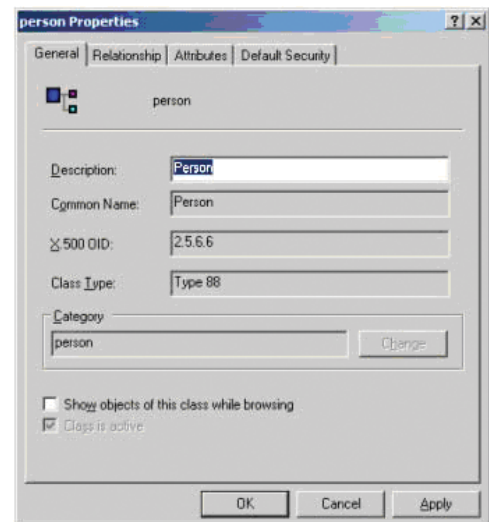 person Properties ? X
General Relationship Attributes Default Security
person
Description: Person
Common Name: Person
X.500 OID: 2.5.6.6
Class Type: Type 88
Category
person Change
Show objects of this class while browsing
Class is active
OK Cancel Apply